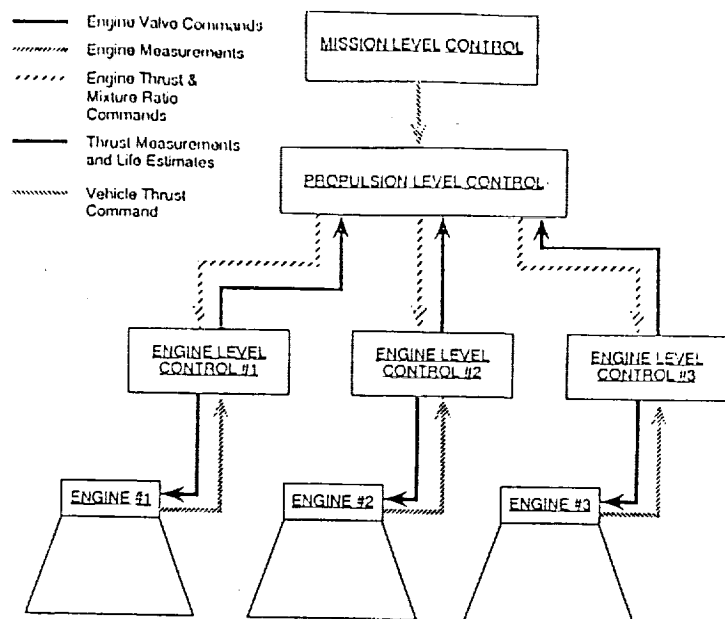 Engine Valve Commands
Engine Measurements
Engine Thrust &
Mixture Ratio
Commands
Thrust Measurements
and Life Estimates
Vehicle Thrust
Command
MISSION LEVEL CONTROL
PROPULSION LEVEL CONTROL
ENGINE LEVEL
CONTROL #1
ENGINE LEVEL
CONTROL #2
ENGINE LEVEL
CONTROL #3
ENGINE #1
ENGINE #2
ENGINE #3